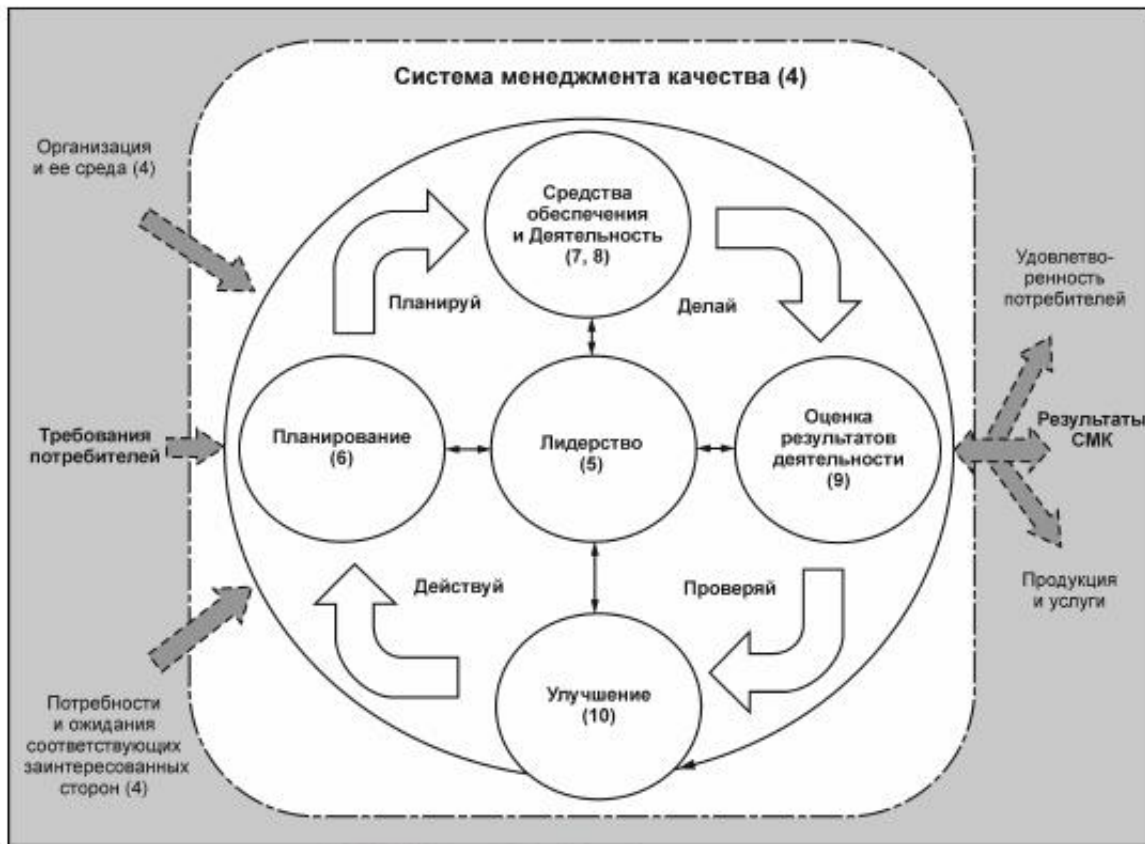 Система менеджмента качества (4)
Организация
и ее среда (4)
Средства
обеспечения
и Деятельность
(7, 8)
Планируй
Делай
Удовлетво-
ренность
потребителей
Требования
потребителей
Планирование
(6)
Лидерство
(5)
Оценка
результатов
деятельности
(9)
Результаты
СМК
Действуй
Проверяй
Продукция
и услуги
Улучшение
(10)
Потребности
и ожидания
соответствующих
заинтересованных
сторон (4)